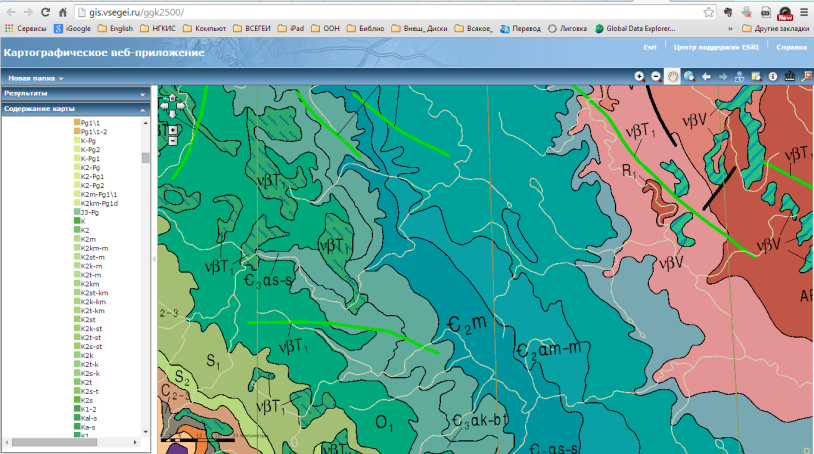 gis.vsegei.ru/ggk2500/
Сервисы iGoogle English НГКИС Компьют ВСЕГЕИ iPad ООН Библио Внеш_Диски Всякое_ Перевод Лиговка Global Data Explorer... » Другие закладки
New
Картографическое веб-приложение
Esri Центр поддержки ESRI Справка
Новая папка
Результаты
Содержание карты
Pg1\1
Pg1\1-2
K-Pg
K-Pg2
K-Pg1
K2-Pg
K2-Pg1
K2-Pg2
K2m-Pg1\1
K2km-Pg1d
J3-Pg
K
K2
K2m
K2km-m
K2st-m
K2k-m
K2t-m
K2km
K2st-km
K2k-km
K2t-km
K2st
K2k-st
K2t-st
K2s-st
K2k
K2t-k
K2s-k
K2t
K2s-t
K2s
K1-2
Kal-s
Ka-s
K1
νβT1
νβV
νβT1
νβT1
R1
νβT1
νβT1
νβV
νβV
Є3as-s
2-3
Є2m
νβT1
Є2am-m
S1
S2
C2-3
νβT1
O1
Є3ak-bt
Є3as-s